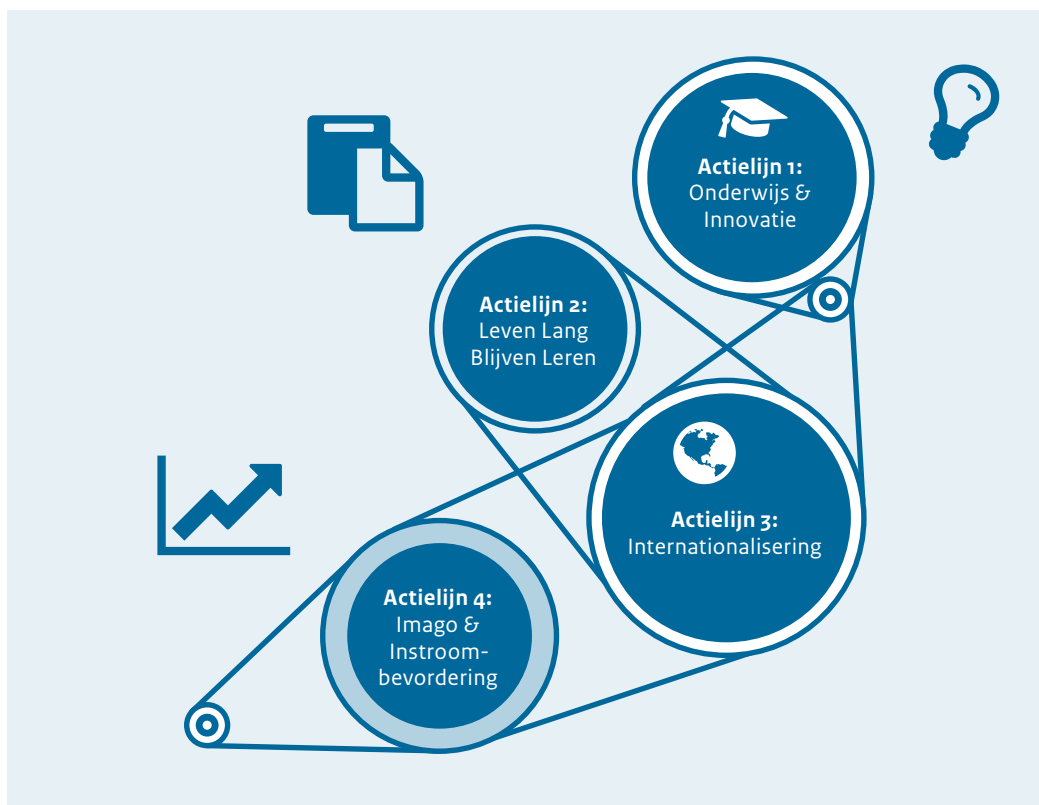 Actielijn 1:
Onderwijs &
Innovatie
Actielijn 2:
Leven Lang
Blijven Leren
Actielijn 3:
Internationalisering
Actielijn 4:
Imago &
Instroom-
bevordering